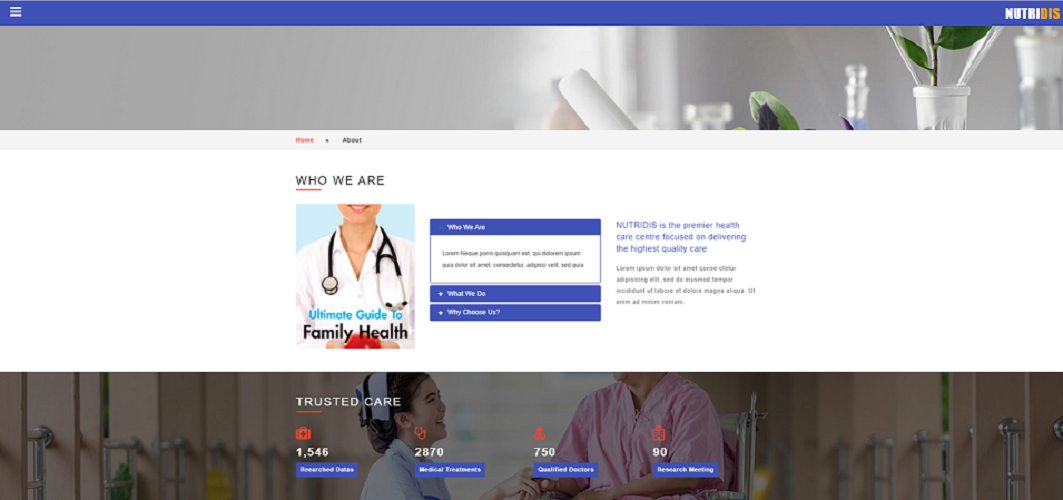 NUTRIDIS
Home
About
WHO WE ARE
Ultimate Guide To
Family Health
- Who We Are
Lorem Neque porro quisquam est, qui dolorem ipsum
quia dolor sit amet, consectetur, adipisci velit, sed quia
+ What We Do
+ Why Choose Us?
NUTRIDIS is the premier health
care centre focused on delivering
the highest quality care
Lorem ipsum dolor sit amet conse ctetur
adipisicing elit, sed do eiusmod tempor
incididunt ut labore et dolore magna aliqua. Ut
enim ad minim veniam.
TRUSTED CARE
1,546
2870
750
90
Rearched Datas
Medical Treatments
Qualified Doctors
Research Meeting